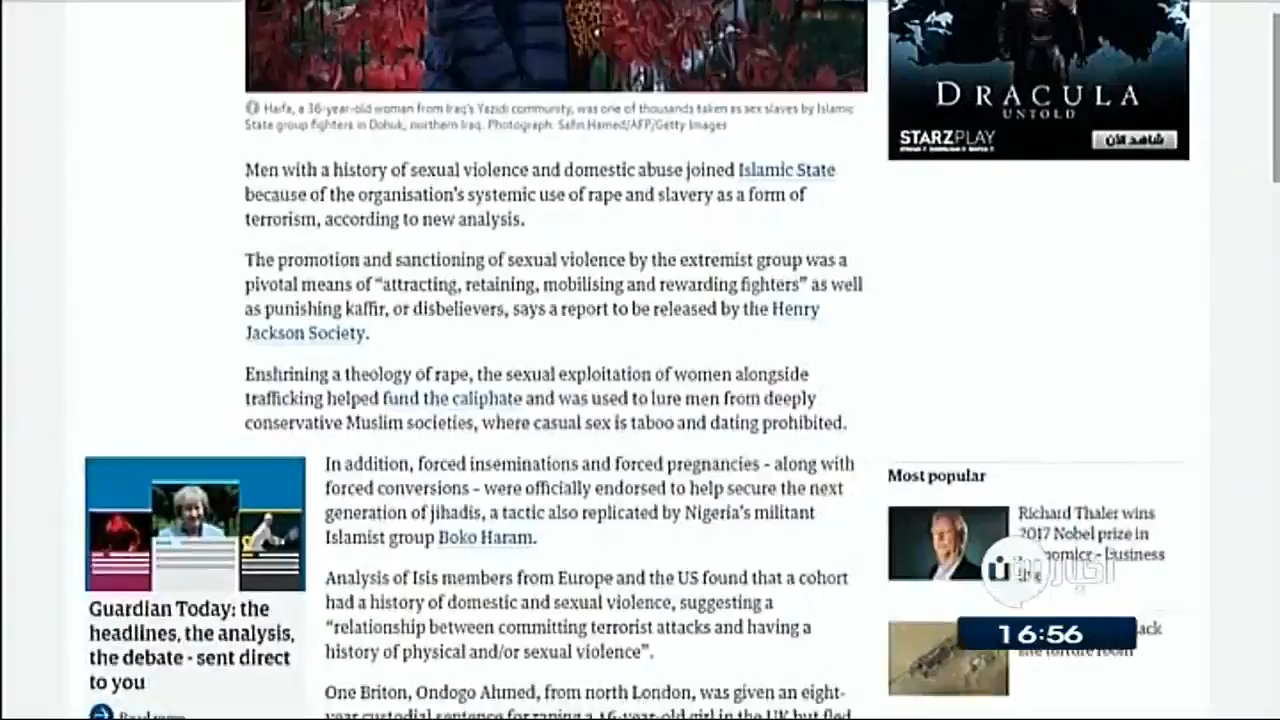 Haifa, a 36-year-old woman from Iraq's Yazidi community, was one of thousands taken as sex slaves by Islamic
State group fighters in Dohuk, northern Iraq. Photograph: Safin Hamed/AFP/Getty Images
Men with a history of sexual violence and domestic abuse joined Islamic State
because of the organisation's systemic use of rape and slavery as a form of
terrorism, according to new analysis.
The promotion and sanctioning of sexual violence by the extremist group was a
pivotal means of “attracting, retaining, mobilising and rewarding fighters” as well
as punishing kaffir, or disbelievers, says a report to be released by the Henry
Jackson Society.
Enshrining a theology of rape, the sexual exploitation of women alongside
trafficking helped fund the caliphate and was used to lure men from deeply
conservative Muslim societies, where casual sex is taboo and dating prohibited.
In addition, forced inseminations and forced pregnancies - along with
forced conversions - were officially endorsed to help secure the next
generation of jihadis, a tactic also replicated by Nigeria's militant
Islamist group Boko Haram.
Analysis of Isis members from Europe and the US found that a cohort
had a history of domestic and sexual violence, suggesting a
“relationship between committing terrorist attacks and having a
history of physical and/or sexual violence”.
One Briton, Ondogo Ahmed, from north London, was given an eight-
year custodial sentence for raping a 16-year-old girl in the UK but fled
Guardian Today: the
headlines, the analysis,
the debate - sent direct
to you
DRACULA
UNTOLD
STARZPLAY
شاهد الآن
Most popular
Richard Thaler wins
2017 Nobel prize in
Business
أخبار الآن
16:56